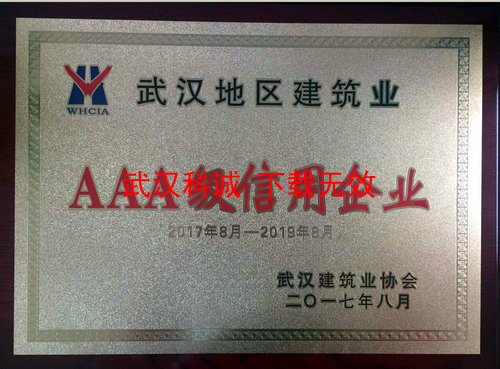 WHCIA
武汉地区建筑业
AAA级信用企业
武汉科诚 下载无效
「2017年8月—2019年8月」
武汉建筑业协会
二〇一七年八月